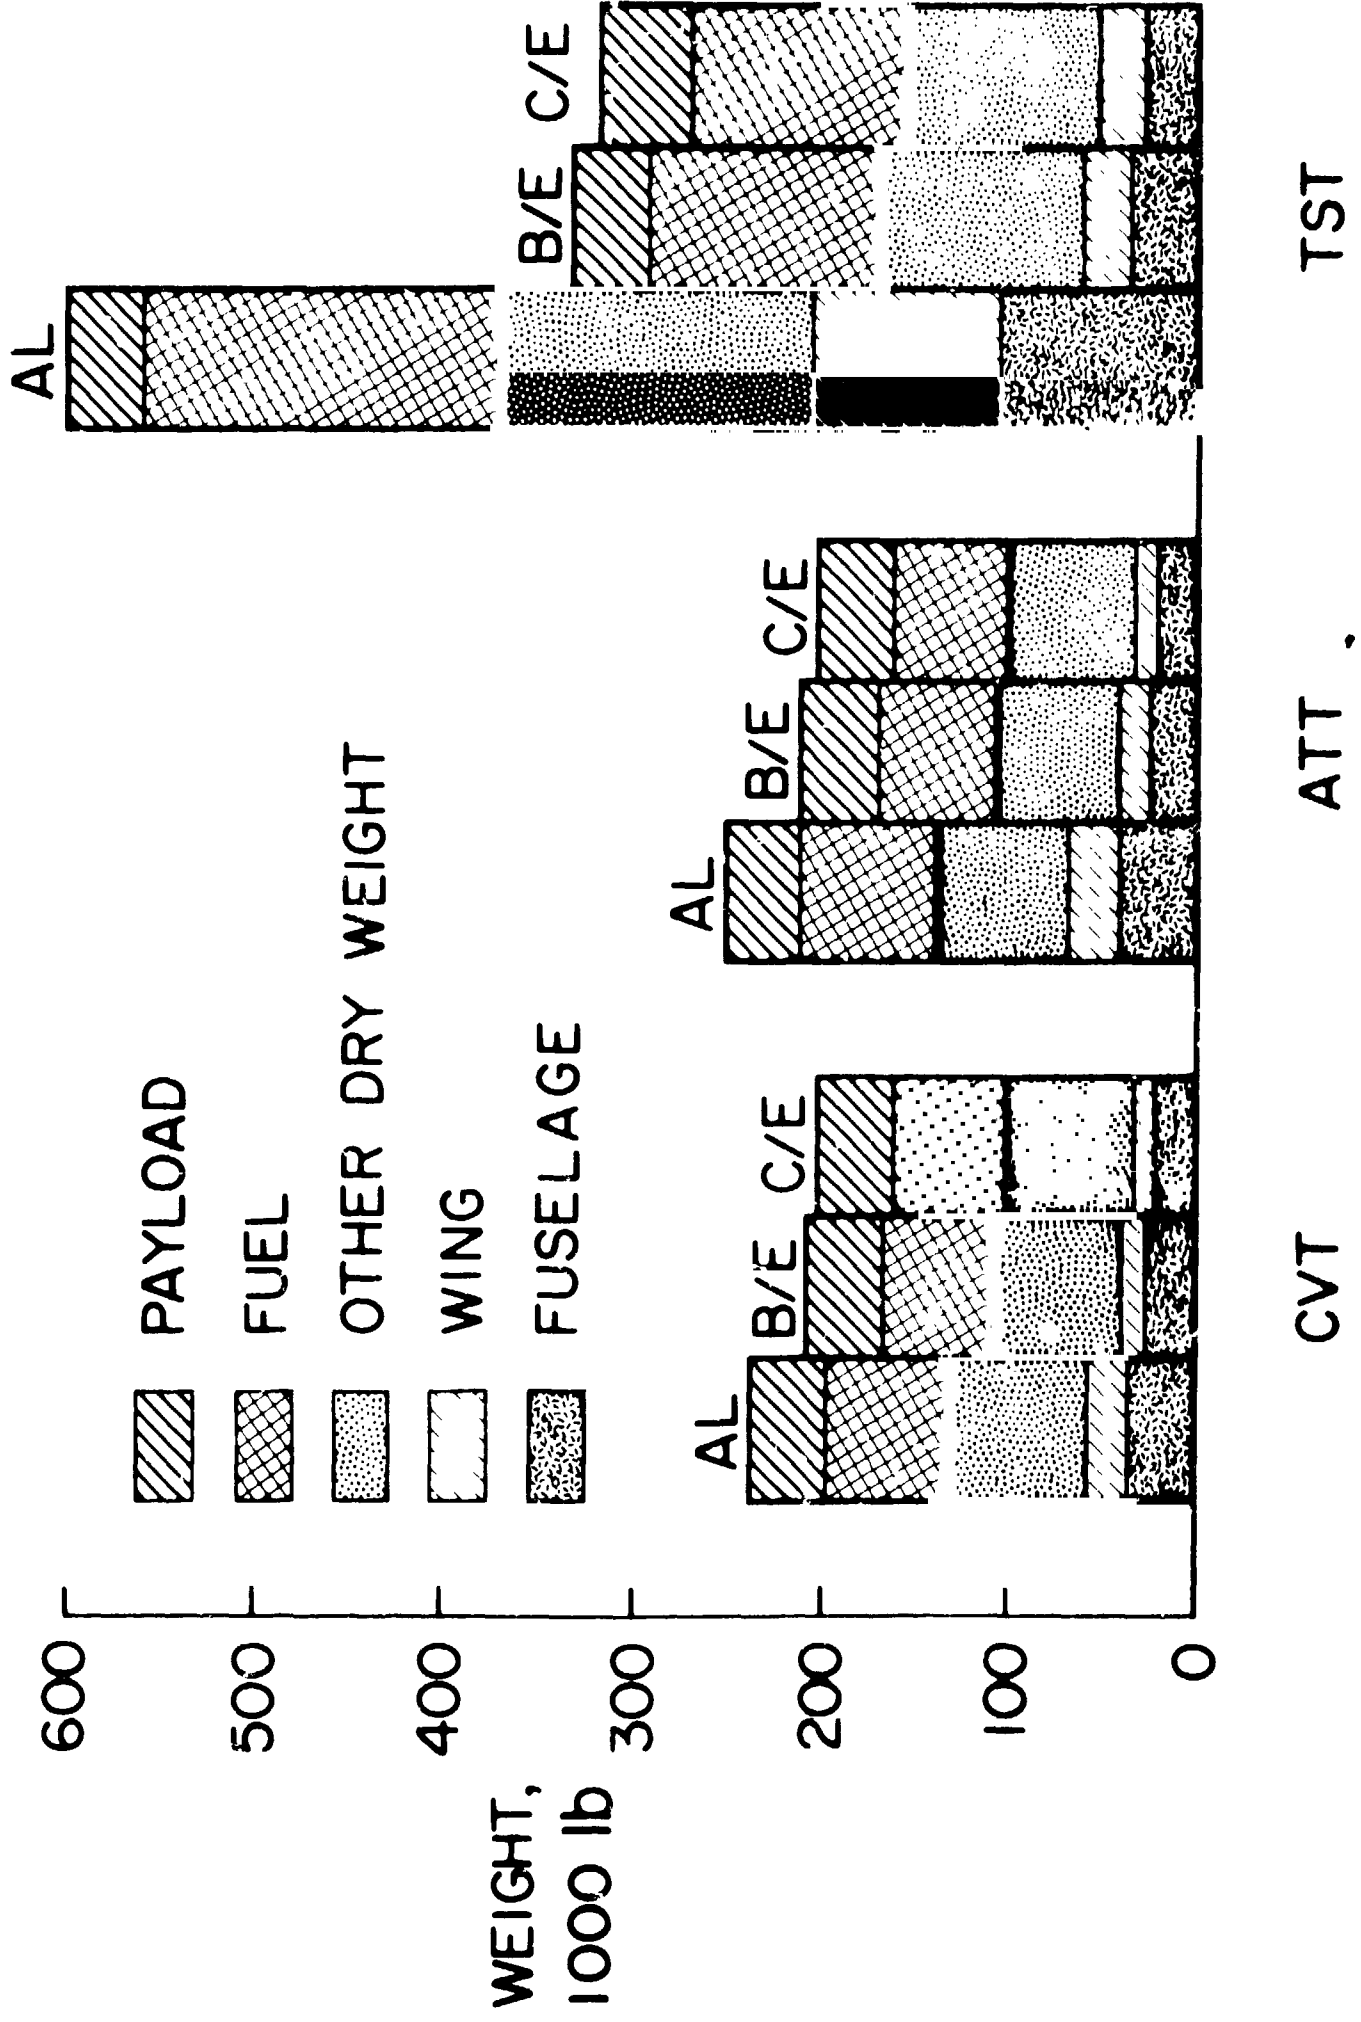 WEIGHT,
1000 lb
600
500
400
300
200
100
0
PAYLOAD
FUEL
OTHER DRY WEIGHT
WING
FUSELAGE
AL
B/E
C/E
CVT
AL
B/E
C/E
ATT
AL
B/E
C/E
TST